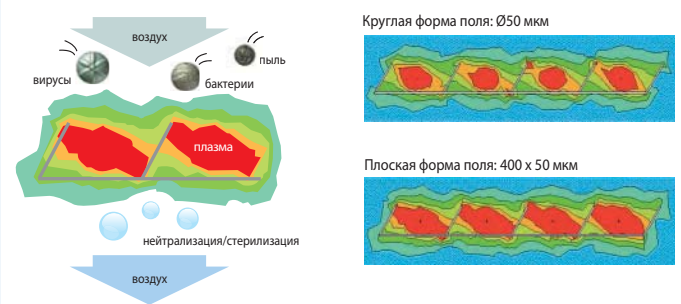 воздух
вирусы
бактерии
пыль
плазма
нейтрализация/стерилизация
воздух
Круглая форма поля: Ø50 мкм
Плоская форма поля: 400 x 50 мкм